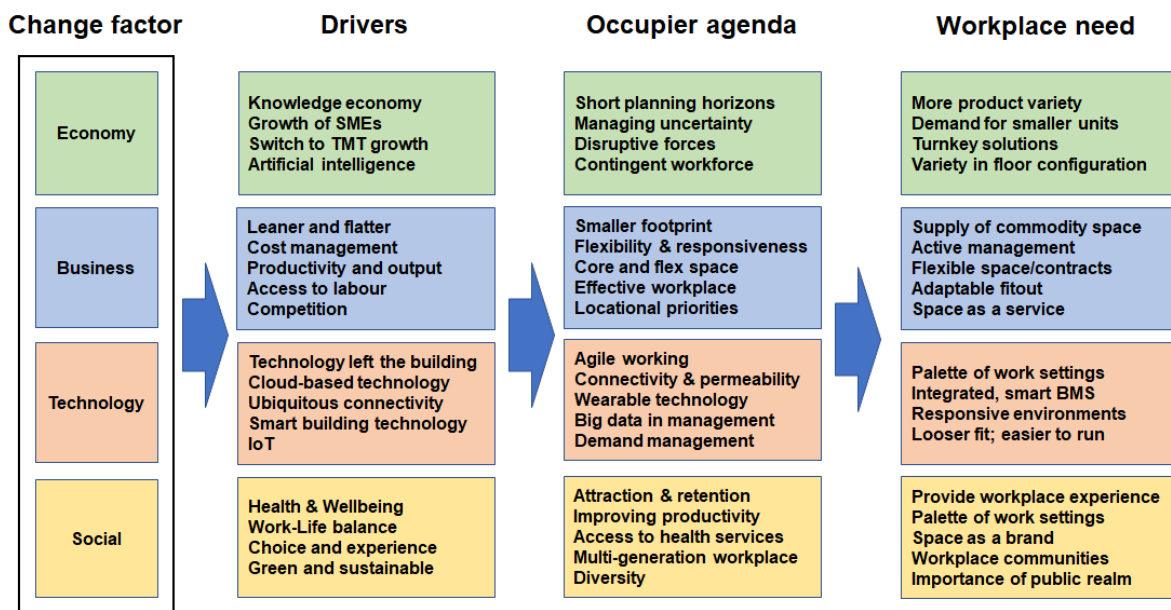 Change factor
Drivers
Occupier agenda
Workplace need
Economy
Knowledge economy
Growth of SMEs
Switch to TMT growth
Artificial intelligence
Short planning horizons
Managing uncertainty
Disruptive forces
Contingent workforce
More product variety
Demand for smaller units
Turnkey solutions
Variety in floor configuration
Business
Leaner and flatter
Cost management
Productivity and output
Access to labour
Competition
Smaller footprint
Flexibility & responsiveness
Core and flex space
Effective workplace
Locational priorities
Supply of commodity space
Active management
Flexible space/contracts
Adaptable fitout
Space as a service
Technology
Technology left the building
Cloud-based technology
Ubiquitous connectivity
Smart building technology
IoT
Agile working
Connectivity & permeability
Wearable technology
Big data in management
Demand management
Palette of work settings
Integrated, smart BMS
Responsive environments
Looser fit; easier to run
Social
Health & Wellbeing
Work-Life balance
Choice and experience
Green and sustainable
Attraction & retention
Improving productivity
Access to health services
Multi-generation workplace
Diversity
Provide workplace experience
Palette of work settings
Space as a brand
Workplace communities
Importance of public realm